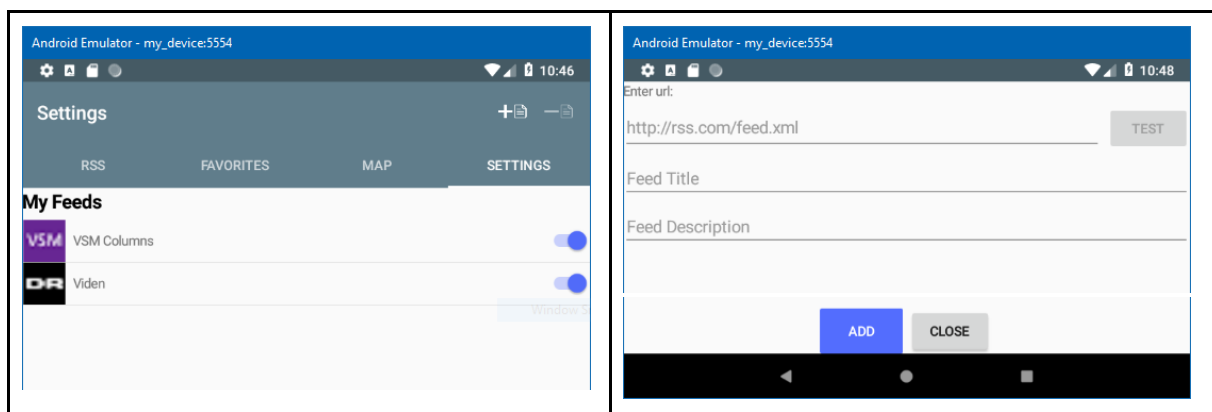 Android Emulator - my_device:5554
10:46
Settings
RSS FAVORITES MAP SETTINGS
My Feeds
VSM VSM Columns
DR Viden
Window S
Android Emulator - my_device:5554
A 10:48
Enter url:
http://rss.com/feed.xml TEST
Feed Title
Feed Description
ADD CLOSE